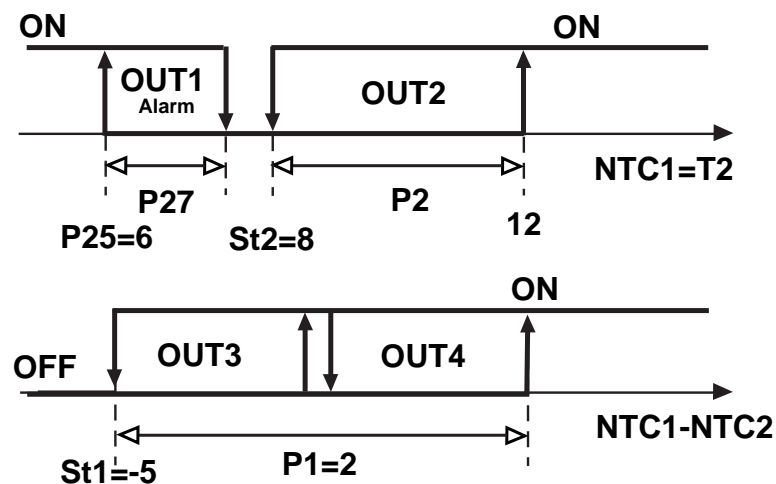 ON
ON
OUT1
Alarm
OUT2
NTC1=T2
P27
P2
P25=6
St2=8
12
ON
OFF
OUT3
OUT4
NTC1-NTC2
St1=-5
P1=2